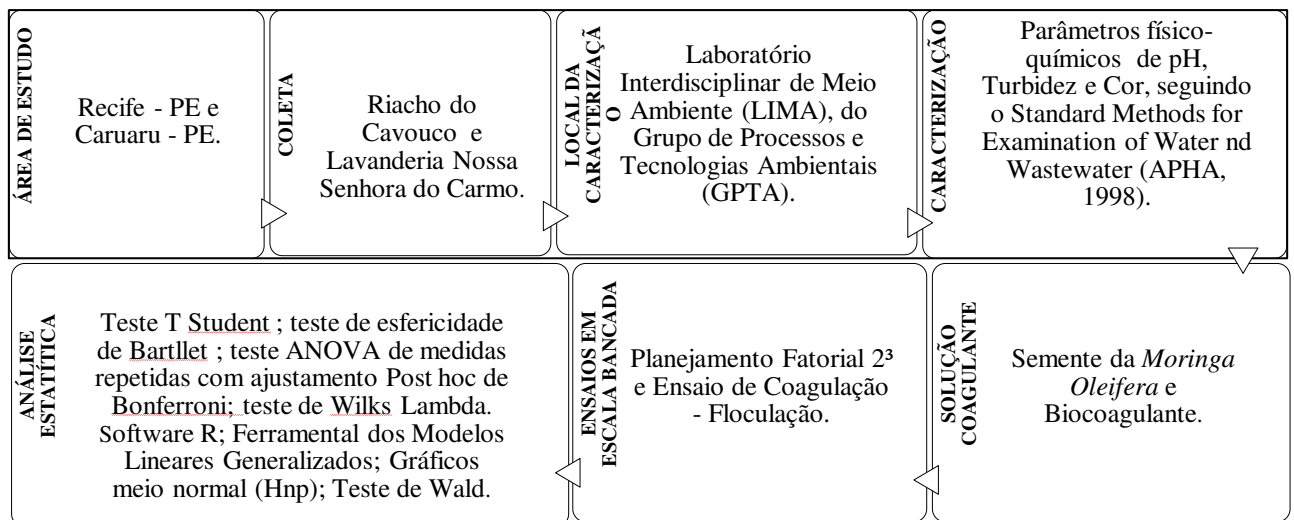 ÁREA DE ESTUDO
Recife - PE e
Caruaru - PE.
COLETA
Riacho do
Cavouco e
Lavanderia Nossa
Senhora do Carmo.
LOCAL DA
CARACTERIZAÇÃ
O
Laboratório
Interdisciplinar de Meio
Ambiente (LIMA), do
Grupo de Processos e
Tecnologias Ambientais
(GPTA).
CARACTERIZAÇÃO
Parâmetros físico-
químicos de pH,
Turbidez e Cor, seguindo
o Standard Methods for
Examination of Water nd
Wastewater (APHA,
1998).
SOLUÇÃO
COAGULANTE
Semente da Moringa
Oleifera e
Biocoagulante.
ENSAIOS EM
ESCALA BANCADA
Planejamento Fatorial 2³
e Ensaio de Coagulação
- Floculação.
ANÁLISE
ESTATÍTICA
Teste T Student ; teste de esfericidade
de Bartllet ; teste ANOVA de medidas
repetidas com ajustamento Post hoc de
Bonferroni; teste de Wilks Lambda.
Software R; Ferramental dos Modelos
Lineares Generalizados; Gráficos
meio normal (Hnp); Teste de Wald.